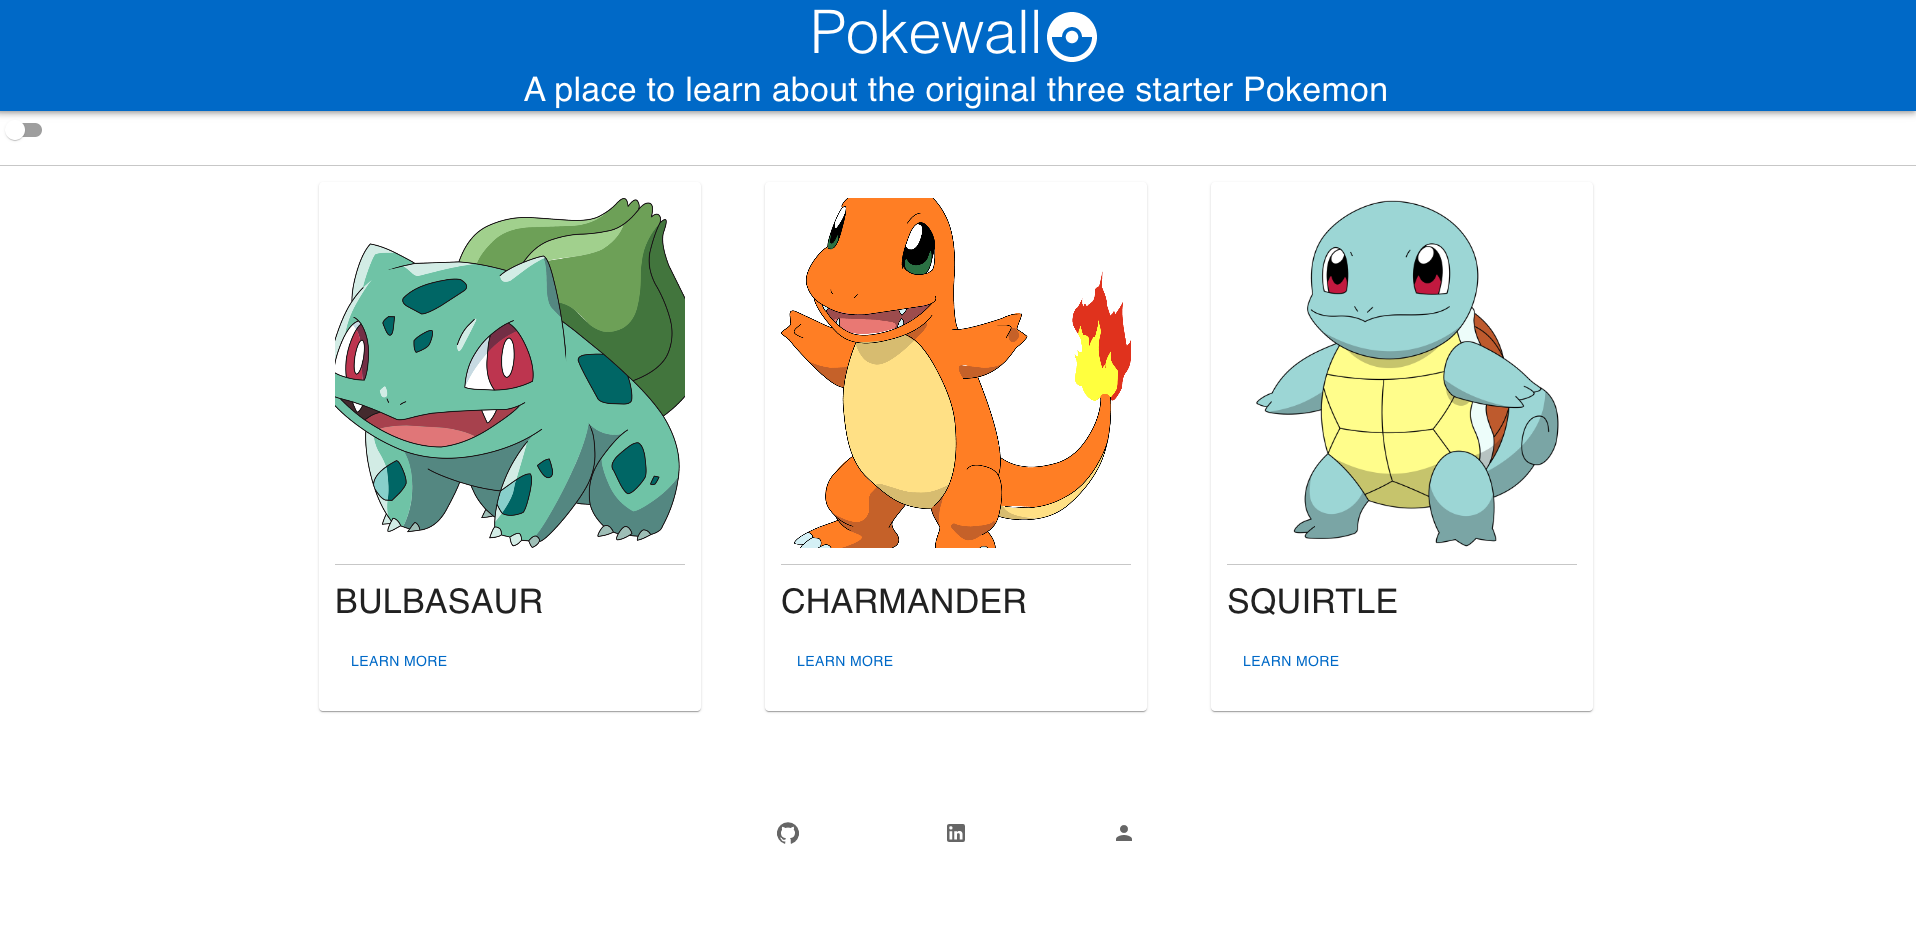 Pokewall
A place to learn about the original three starter Pokemon
BULBASAUR
CHARMANDER
SQUIRTLE
LEARN MORE
LEARN MORE
LEARN MORE
in